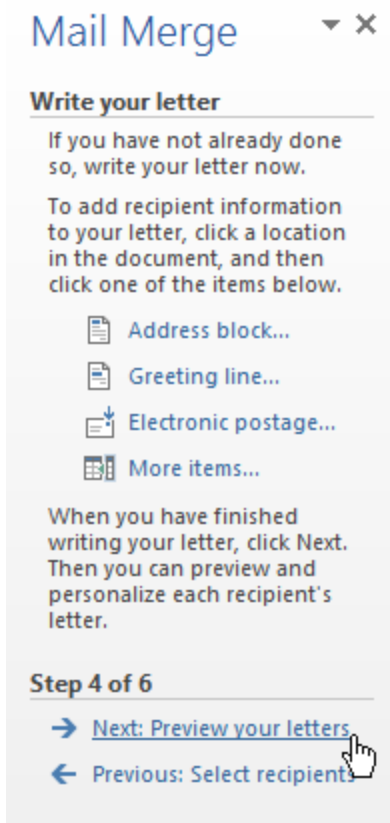 Mail Merge
Write your letter
If you have not already done
so, write your letter now.
To add recipient information
to your letter, click a location
in the document, and then
click one of the items below.
Address block...
Greeting line...
Electronic postage...
More items...
When you have finished
writing your letter, click Next.
Then you can preview and
personalize each recipient's
letter.
Step 4 of 6
Next: Preview your letters
Previous: Select recipients